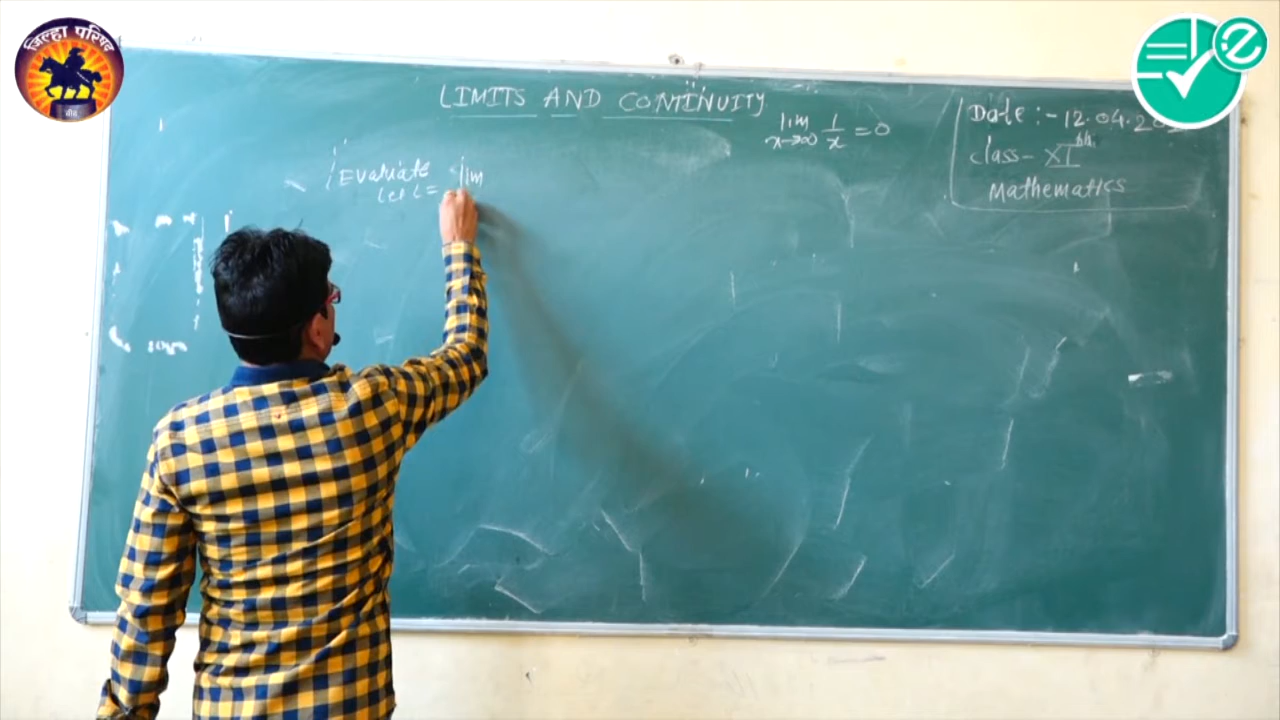 जिल्हा परिषद
बीड
LIMITS AND CONTINUITY
lim 1/x = 0
x→∞
Date :- 12.04.20
class - XI th
Mathematics
Evaluate lim
Let L =